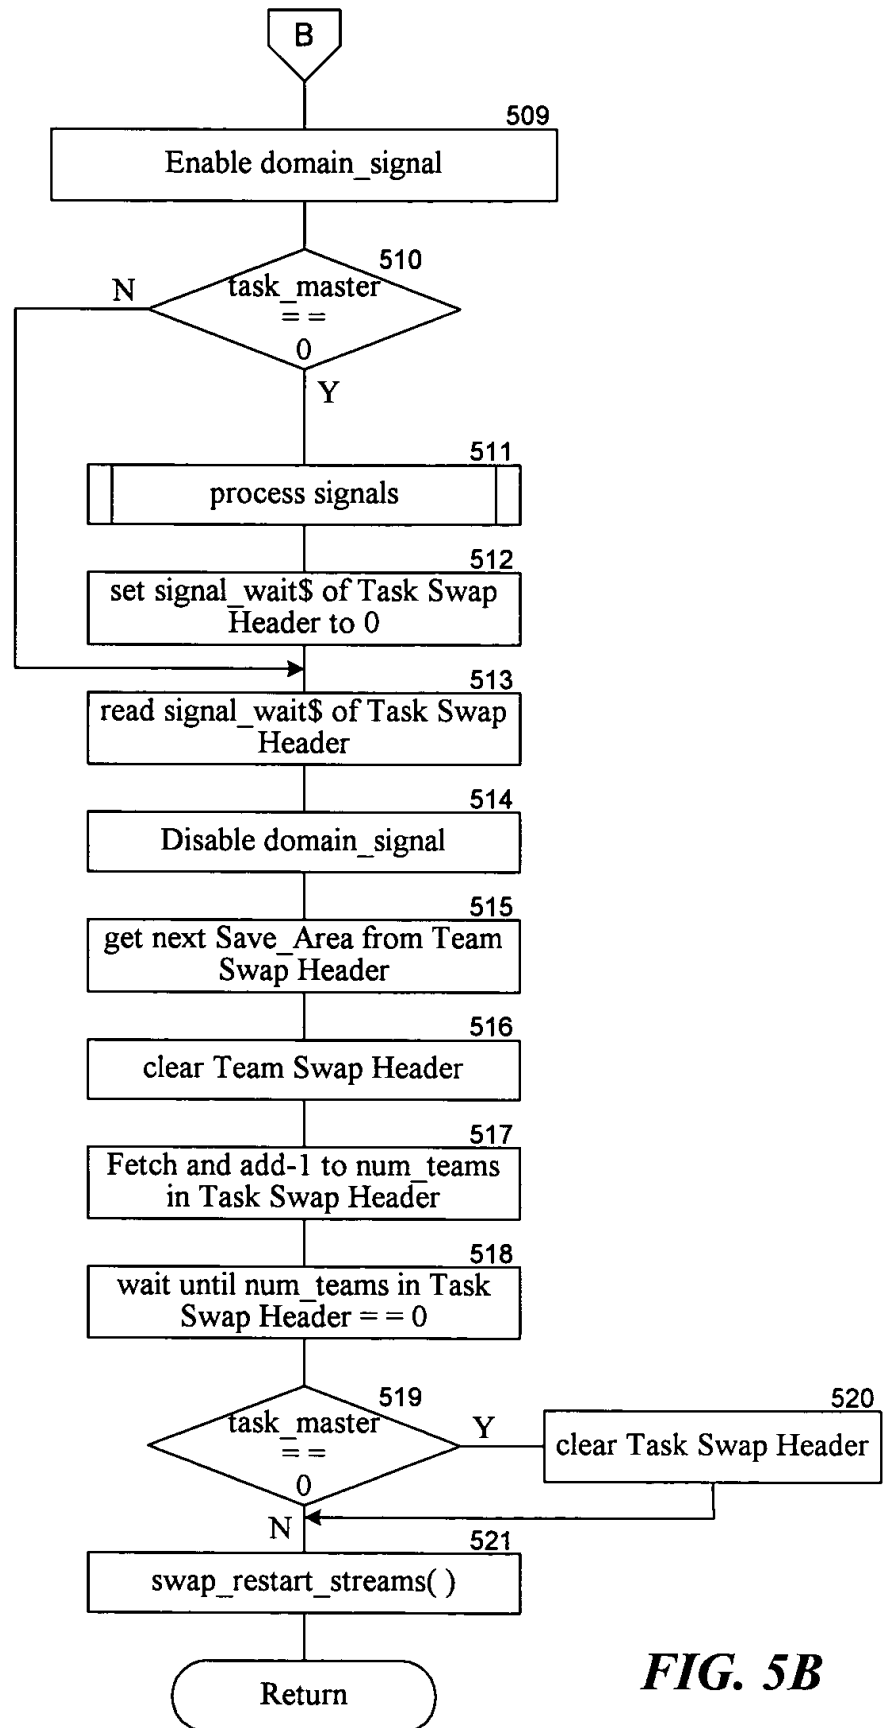 B
509
Enable domain_signal
510
task_master
= =
0
N
Y
511
process signals
512
set signal_wait$ of Task Swap
Header to 0
513
read signal_wait$ of Task Swap
Header
514
Disable domain_signal
515
get next Save_Area from Team
Swap Header
516
clear Team Swap Header
517
Fetch and add-1 to num_teams
in Task Swap Header
518
wait until num_teams in Task
Swap Header = = 0
519
task_master
= =
0
Y
520
clear Task Swap Header
N
521
swap_restart_streams( )
Return
FIG. 5B